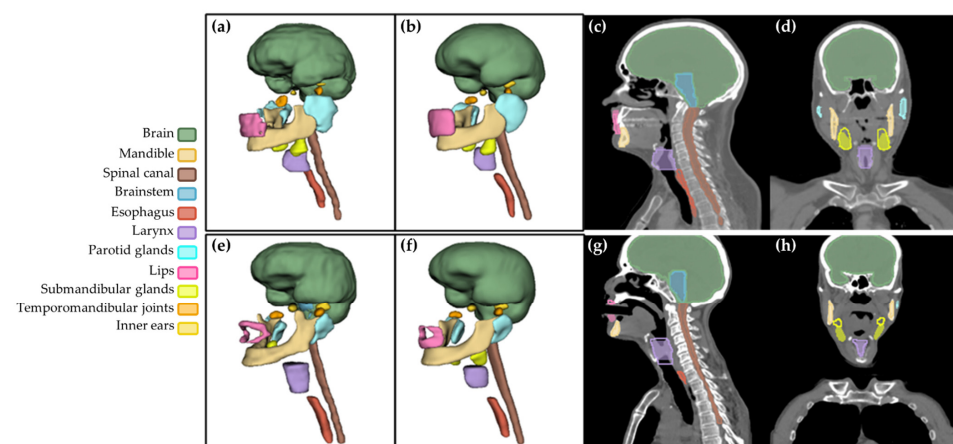 (a)
(b)
(c)
(d)
Brain
Mandible
Spinal canal
Brainstem
Esophagus
Larynx
Parotid glands
Lips
Submandibular glands
Temporomandibular joints
Inner ears
(e)
(f)
(g)
(h)